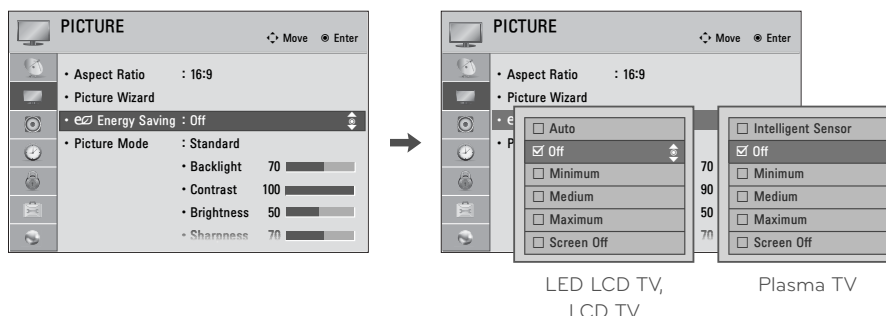 PICTURE
Move Enter
• Aspect Ratio : 16:9
• Picture Wizard
• eco Energy Saving : Off
• Picture Mode : Standard
• Backlight 70
• Contrast 100
• Brightness 50
• Sharpness 70
PICTURE
Move Enter
• Aspect Ratio : 16:9
• Picture Wizard
• e
• P
70
90
50
70
Auto
Off
Minimum
Medium
Maximum
Screen Off
Intelligent Sensor
Off
Minimum
Medium
Maximum
Screen Off
LED LCD TV,
LCD TV
Plasma TV